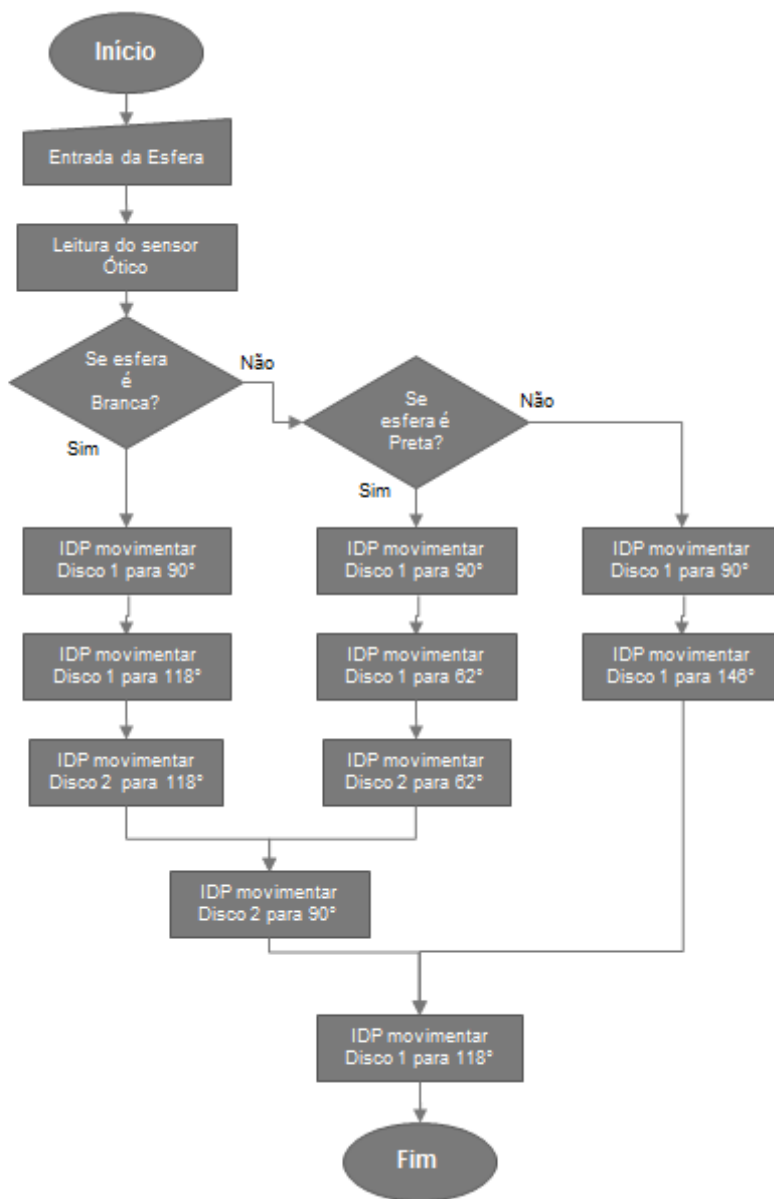 Início
Entrada da Esfera
Leitura do sensor
Ótico
Se esfera
é
Branca?
Não
Sim
Se
esfera é
Preta?
Não
Sim
IDP movimentar
Disco 1 para 90°
IDP movimentar
Disco 1 para 90°
IDP movimentar
Disco 1 para 90°
IDP movimentar
Disco 1 para 118°
IDP movimentar
Disco 1 para 62°
IDP movimentar
Disco 1 para 146°
IDP movimentar
Disco 2 para 118°
IDP movimentar
Disco 2 para 62°
IDP movimentar
Disco 2 para 90°
IDP movimentar
Disco 1 para 118°
Fim